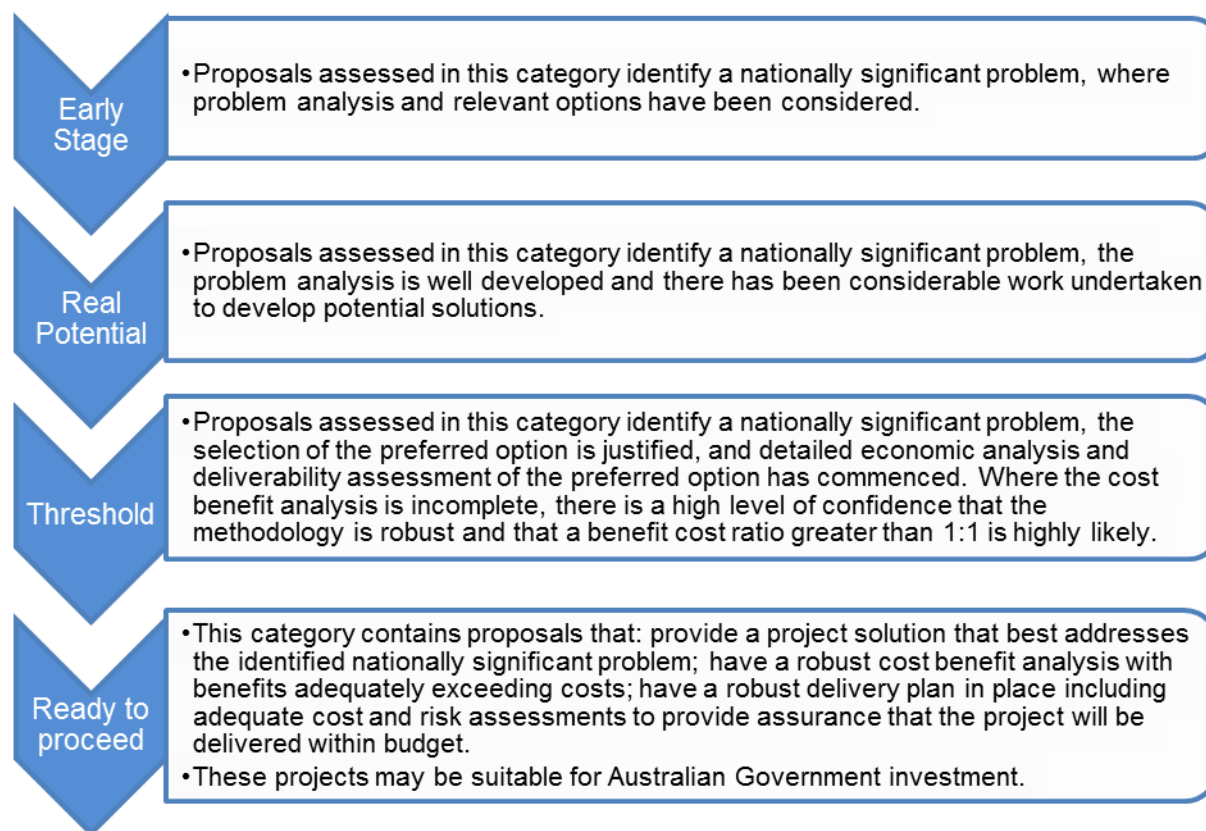 Early
Stage
•Proposals assessed in this category identify a nationally significant problem, where
problem analysis and relevant options have been considered.
Real
Potential
•Proposals assessed in this category identify a nationally significant problem, the
problem analysis is well developed and there has been considerable work undertaken
to develop potential solutions.
Threshold
•Proposals assessed in this category identify a nationally significant problem, the
selection of the preferred option is justified, and detailed economic analysis and
deliverability assessment of the preferred option has commenced. Where the cost
benefit analysis is incomplete, there is a high level of confidence that the
methodology is robust and that a benefit cost ratio greater than 1:1 is highly likely.
Ready to
proceed
•This category contains proposals that: provide a project solution that best addresses
the identified nationally significant problem; have a robust cost benefit analysis with
benefits adequately exceeding costs; have a robust delivery plan in place including
adequate cost and risk assessments to provide assurance that the project will be
delivered within budget.
•These projects may be suitable for Australian Government investment.